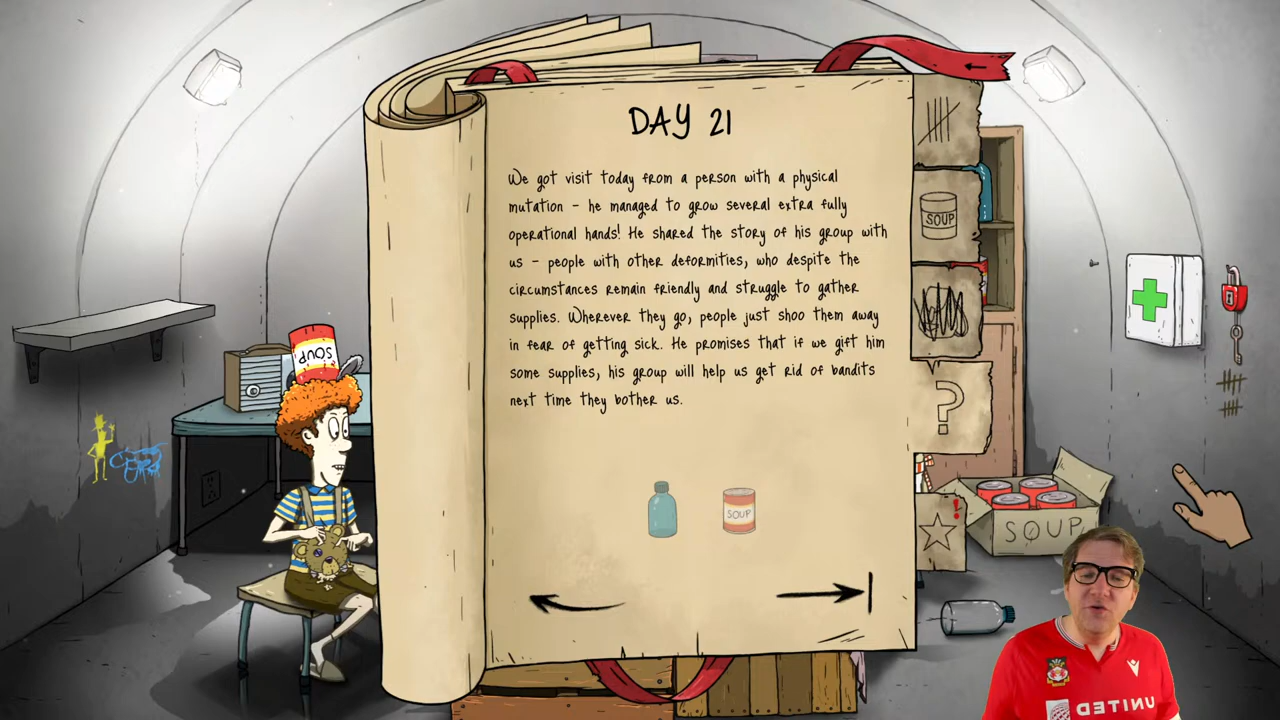 DAY 21
We got visit today from a person with a physical
mutation - he managed to grow several extra fully
operational hands! He shared the story of his group with
us - people with other deformities, who despite the
circumstances remain friendly and struggle to gather
supplies. Wherever they go, people just shoo them away
in fear of getting sick. He promises that if we gift him
some supplies, his group will help us get rid of bandits
next time they bother us.
SOUP
SOUP
?
!
SOUP
SOUP
UNITED